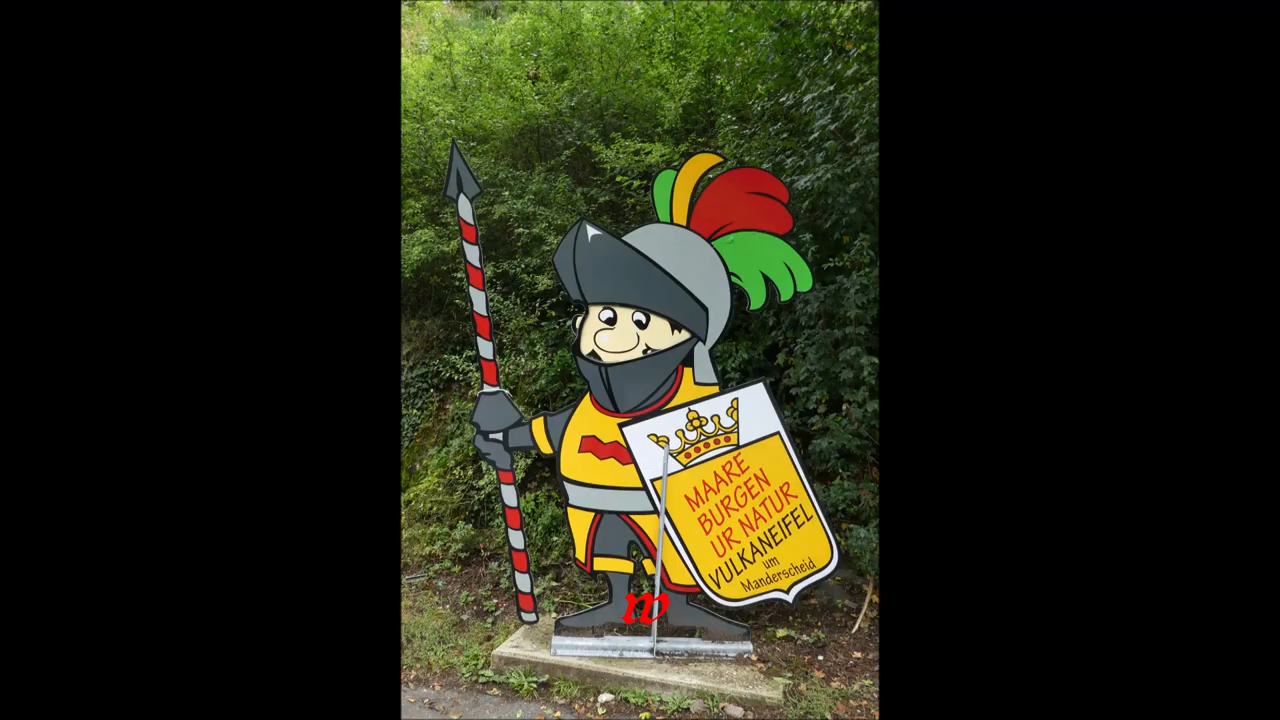 MAARE
BURGEN
UR NATUR
VULKANEIFEL
um
Manderscheid
w